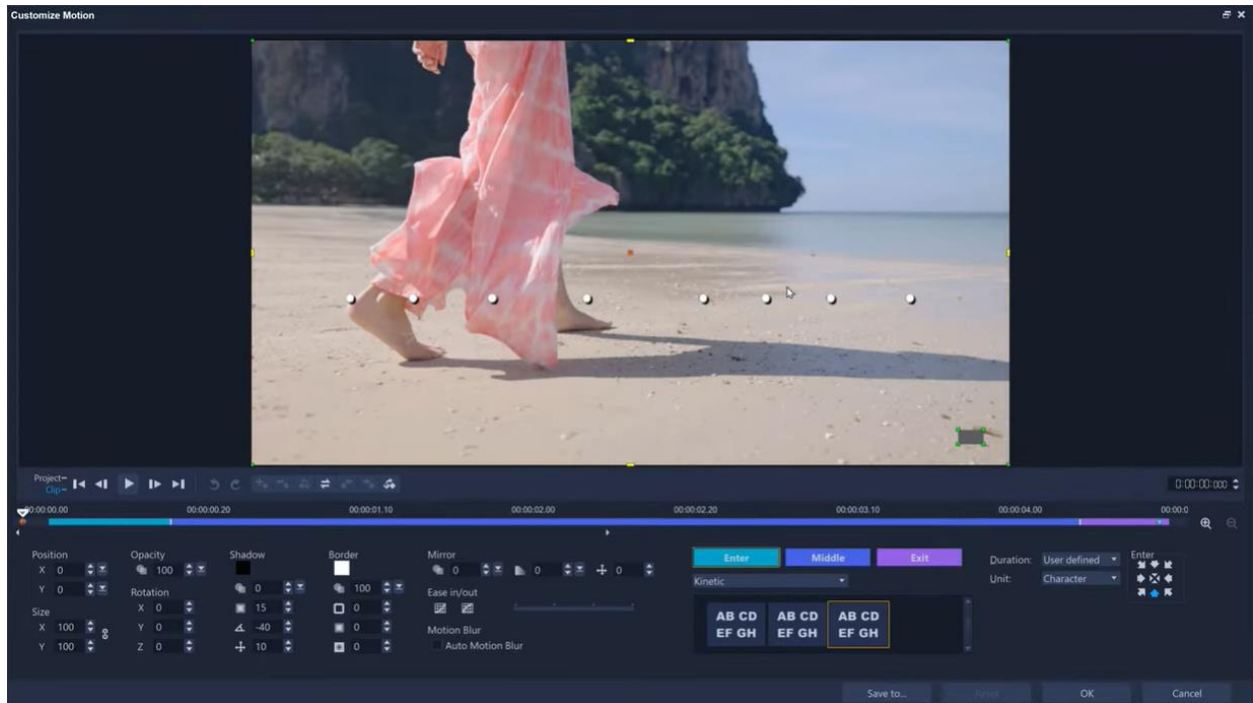 Customize Motion
Project
Clip
0:00:00:000
00:00:00.00
00:00:00.20
00:00:01.10
00:00:02.00
00:00:02.20
00:00:03.10
00:00:04.00
00:00:0
Position
X 0
Y 0
Size
X 100
Y 100
Opacity
100
Rotation
X 0
Y 0
Z 0
Shadow
0
15
-40
10
Border
100
0
0
0
Mirror
0 0 0
Ease in/out
Motion Blur
Auto Motion Blur
Enter Middle Exit
Kinetic
AB CD AB CD AB CD
EF GH EF GH EF GH
Duration: User defined
Unit: Character
Enter
Save to... Reset OK Cancel